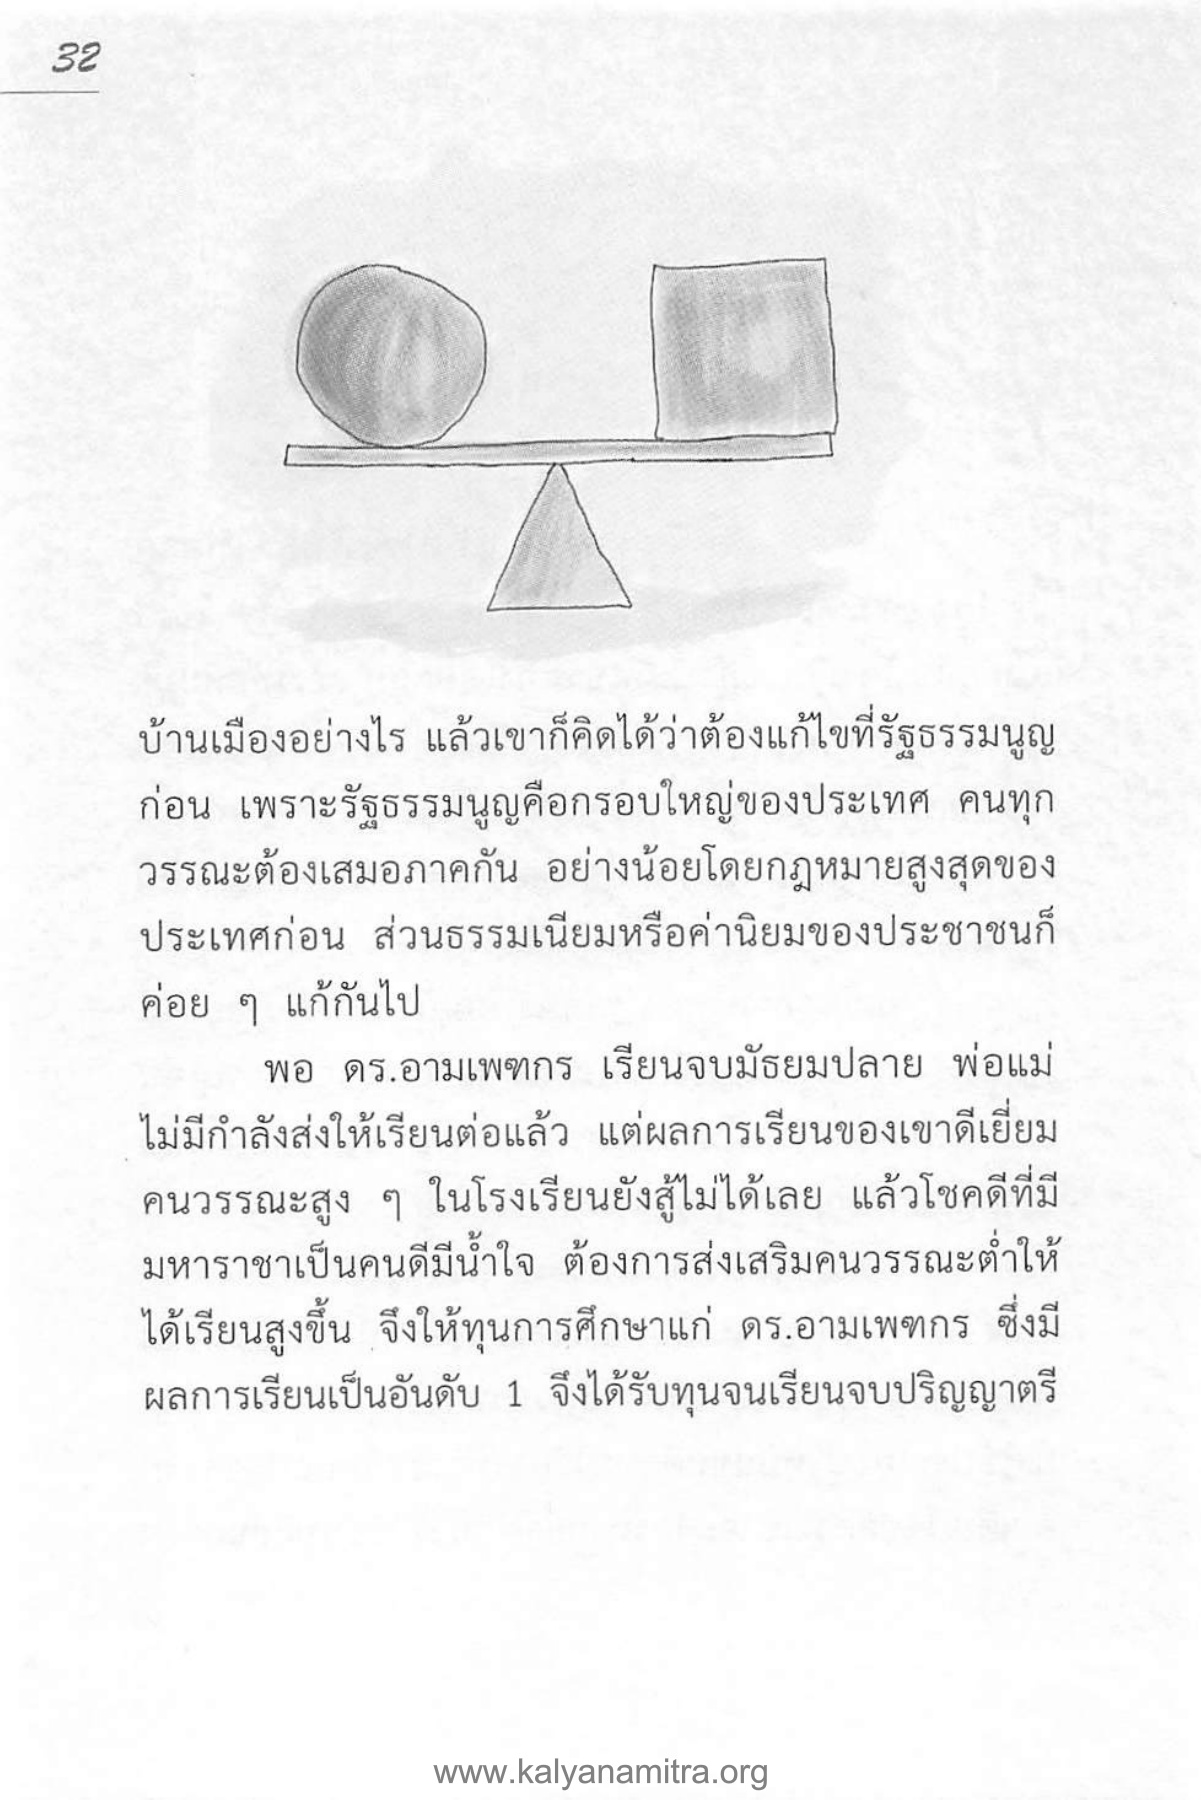 32
บ้านเมืองอย่างไร แล้วเขาก็คิดได้ว่าต้องแก้ไขที่รัฐธรรมนูญ
ก่อน เพราะรัฐธรรมนูญคือกรอบใหญ่ของประเทศ คนทุก
วรรณะต้องเสมอภาคกัน อย่างน้อยโดยกฎหมายสูงสุดของ
ประเทศก่อน ส่วนธรรมเนียมหรือค่านิยมของประชาชนก็
ค่อย ๆ แก้กันไป
พอ ดร.อามเพฑกร เรียนจบมัธยมปลาย พ่อแม่
ไม่มีกำลังส่งให้เรียนต่อแล้ว แต่ผลการเรียนของเขาดีเยี่ยม
คนวรรณะสูง ๆ ในโรงเรียนยังสู้ไม่ได้เลย แล้วโชคดีที่มี
มหาราชาเป็นคนดีมีน้ำใจ ต้องการส่งเสริมคนวรรณะต่ำให้
ได้เรียนสูงขึ้น จึงให้ทุนการศึกษาแก่ ดร.อามเพฑกร ซึ่งมี
ผลการเรียนเป็นอันดับ 1 จึงได้รับทุนจนเรียนจบปริญญาตรี
www.kalyanamitra.org